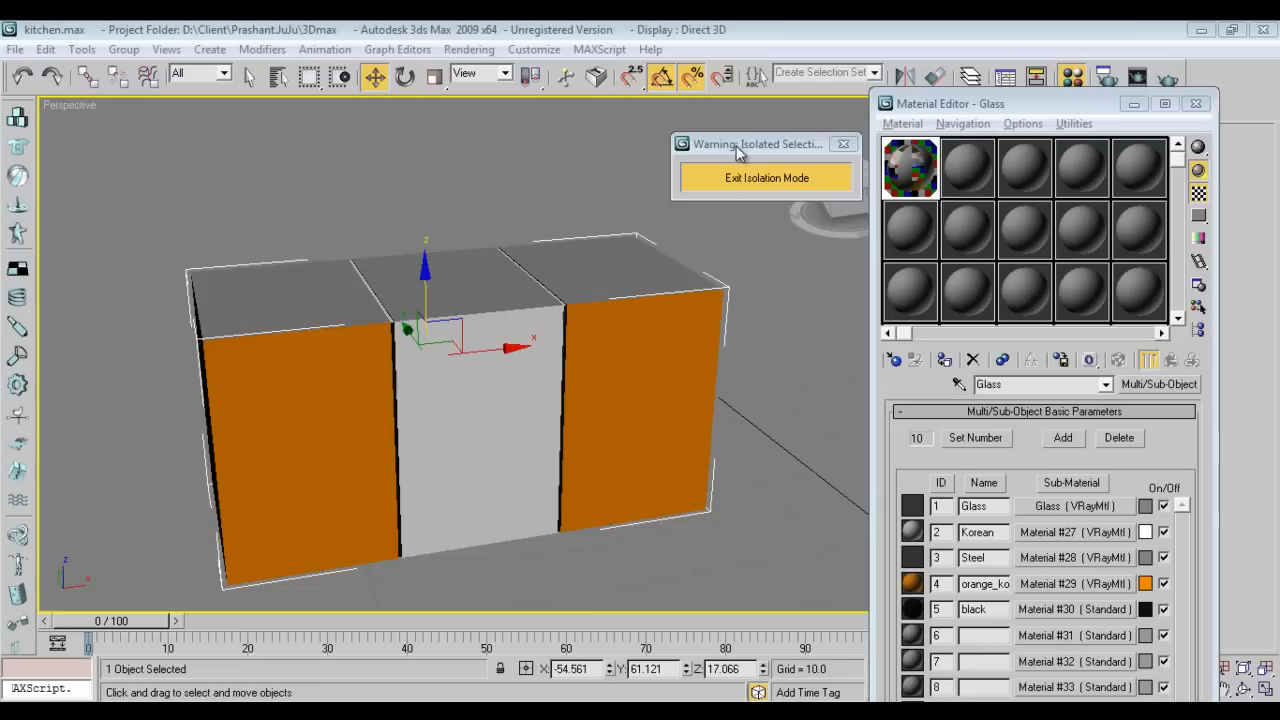 kitchen.max - Project Folder: D:\Client\Prashant.JuJu\3Dmax - Autodesk 3ds Max 2009 x64 - Unregistered Version - Display : Direct 3D
File Edit Tools Group Views Create Modifiers Animation Graph Editors Rendering Customize MAXScript Help
All View 2.5 Create Selection Set
Perspective
Material Editor - Glass
Material Navigation Options Utilities
Warning: Isolated Selecti...
Exit Isolation Mode
z
x
Glass Multi/Sub-Object
- Multi/Sub-Object Basic Parameters
10 Set Number Add Delete
ID Name Sub-Material On/Off
1 Glass Glass ( VRayMtl )
2 Korean Material #27 ( VRayMtl )
3 Steel Material #28 ( VRayMtl )
4 orange_ko Material #29 ( VRayMtl )
5 black Material #30 ( Standard )
6 Material #31 ( Standard )
7 Material #32 ( Standard )
8 Material #33 ( Standard )
z
x
0 / 100
0 10 20 30 40 50 60 70 80 90
1 Object Selected X: -54.561 Y: 61.121 Z: 17.066 Grid = 10.0
AXScript. Click and drag to select and move objects Add Time Tag